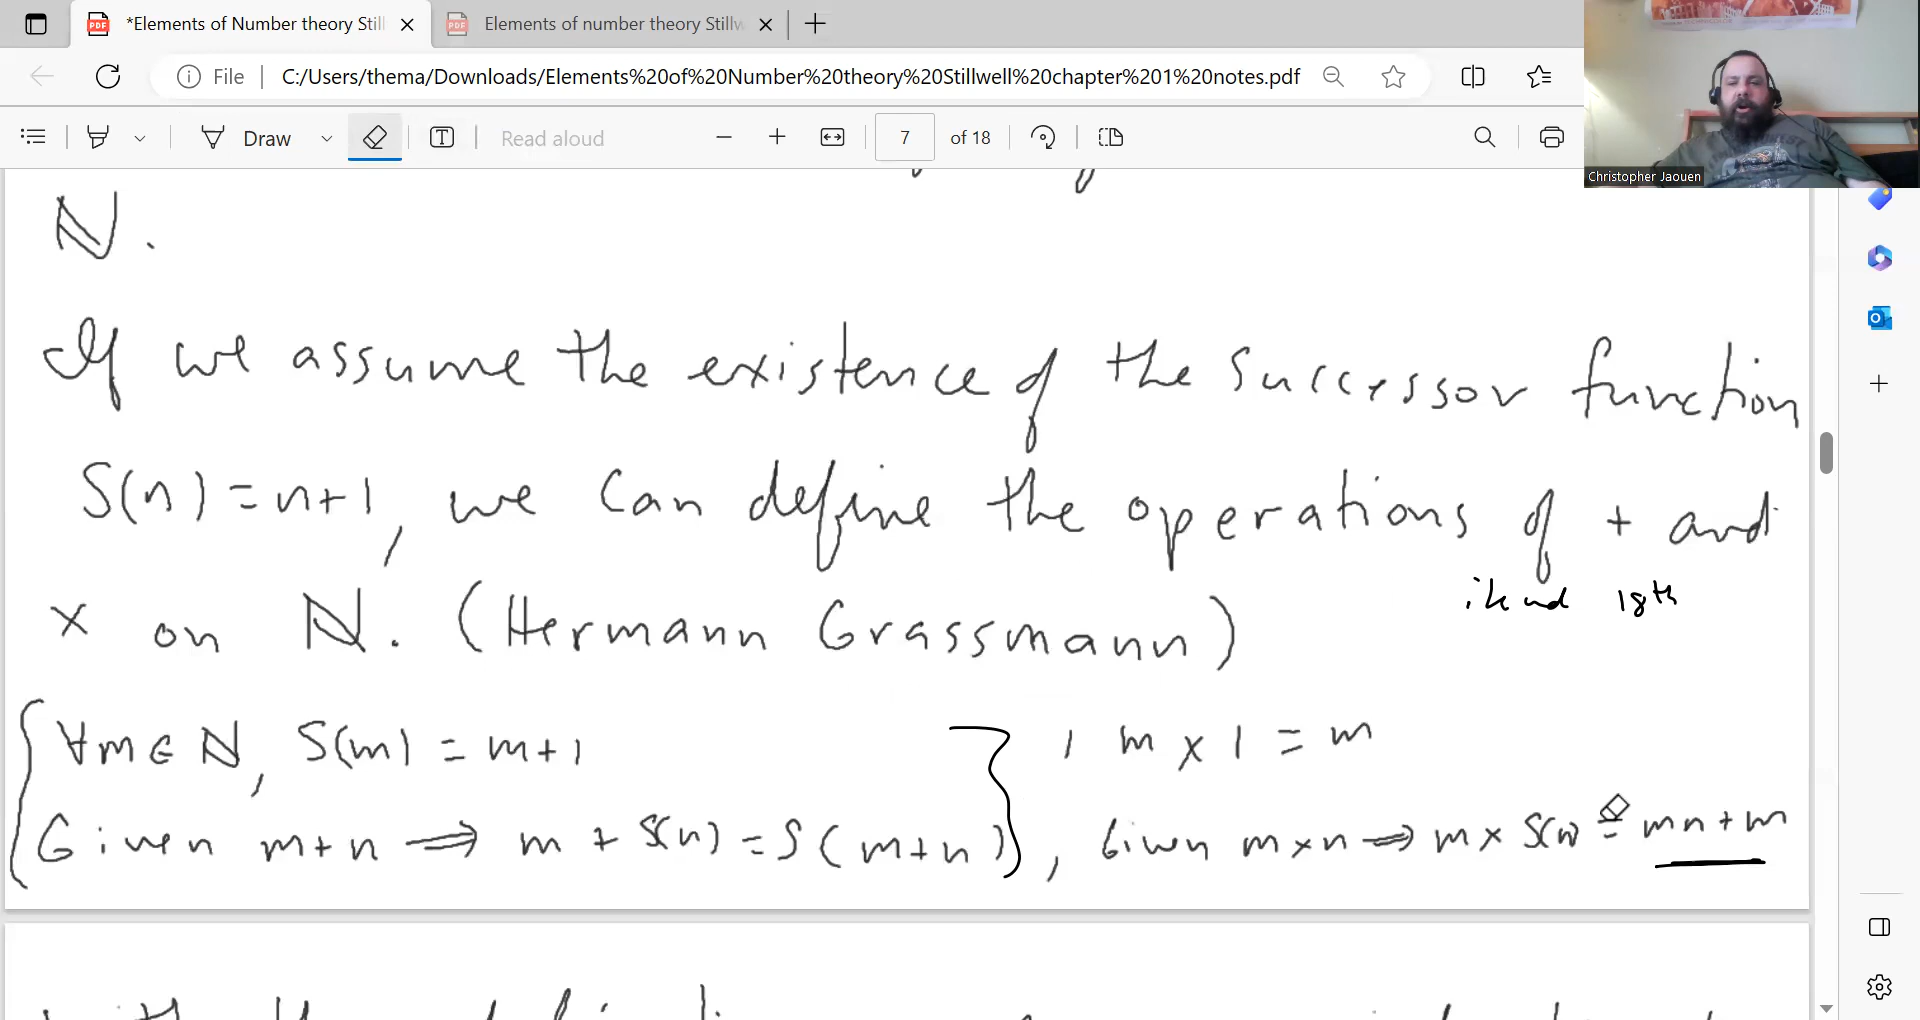 *Elements of Number theory Still
Elements of number theory Stillw
File
C:/Users/thema/Downloads/Elements%20of%20Number%20theory%20Stillwell%20chapter%201%20notes.pdf
Draw
Read aloud
7
of 18
Christopher Jaouen
ℕ.
If we assume the existence of the successor function
S(n) = n+1, we can define the operations of + and
18th
× on ℕ. (Hermann Grassmann)
∀m ∈ ℕ, S(m) = m+1 , m × 1 = m
Given m+n ⟹ m + S(n) = S(m+n), Given m×n ⟹ m × S(n) = mn + m